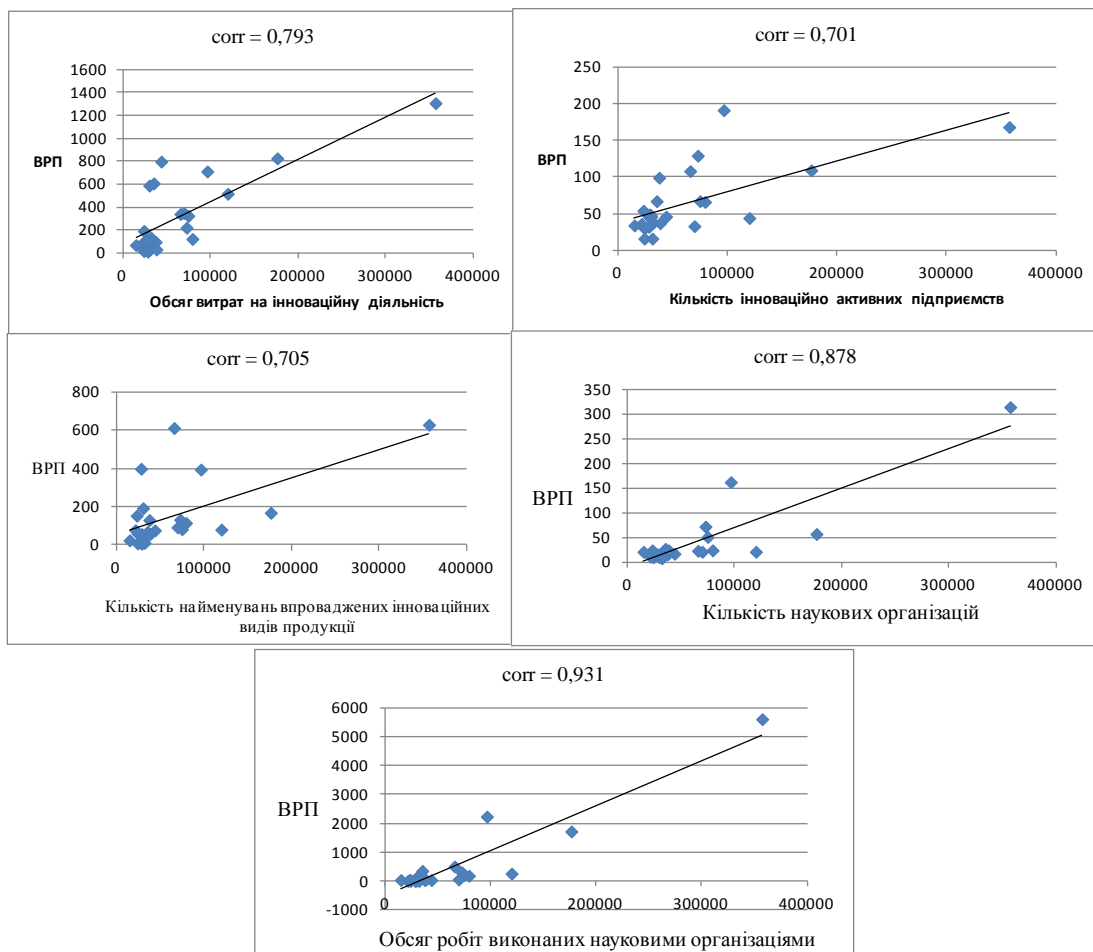 corr = 0,793
1600
1400
1200
1000
ВРП
800
600
400
200
0
0 100000 200000 300000 400000
Обсяг витрат на інноваційну діяльність
corr = 0,701
250
200
150
ВРП
100
50
0
0 100000 200000 300000 400000
Кількість інноваційно активних підприємств
corr = 0,705
800
600
ВРП 400
200
0
0 100000 200000 300000 400000
Кількість найменувань впроваджених інноваційних
видів продукції
corr = 0,878
350
300
250
200
ВРП
150
100
50
0
0 100000 200000 300000 400000
Кількість наукових організацій
corr = 0,931
6000
5000
4000
3000
ВРП
2000
1000
0
-1000
0 100000 200000 300000 400000
Обсяг робіт виконаних науковими організаціями